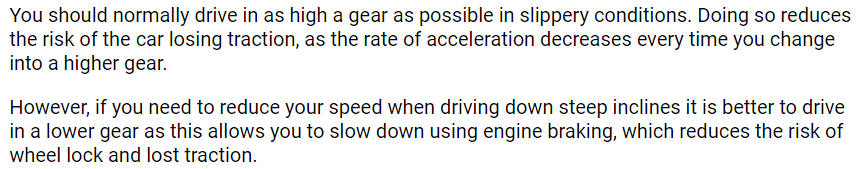 You should normally drive in as high a gear as possible in slippery conditions. Doing so reduces
the risk of the car losing traction, as the rate of acceleration decreases every time you change
into a higher gear.
However, if you need to reduce your speed when driving down steep inclines it is better to drive
in a lower gear as this allows you to slow down using engine braking, which reduces the risk of
wheel lock and lost traction.